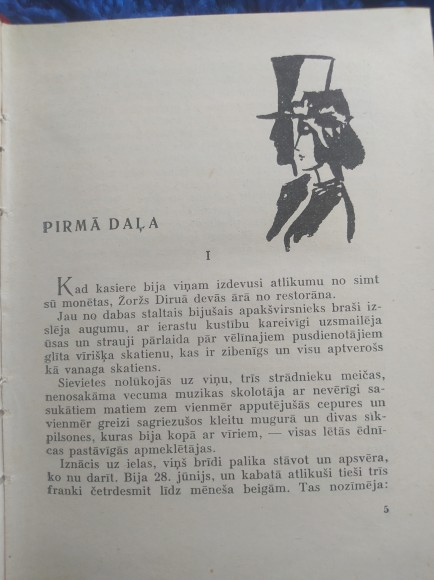 PIRMĀ DAĻA
I
Kad kasiere bija viņam izdevusi atlikumu no simt
sū monētas, Žoržs Diruā devās ārā no restorāna.
Jau no dabas staltais bijušais apakšvirsnieks braši iz-
slēja augumu, ar ierastu kustību kareivīgi uzsmailēja
ūsas un strauji pārlaida pār vēlīnajiem pusdienotājiem
glīta vīrišķa skatienu, kas ir zibenīgs un visu aptverošs
kā vanaga skatiens.
Sievietes nolūkojās uz viņu, trīs strādnieku meičas,
nenosakāma vecuma muzikas skolotāja ar nevērīgi sa-
sukātiem matiem zem vienmēr apputējušās cepures un
vienmēr greizi sagriezušos kleitu mugurā un divas sīk-
pilsones, kuras bija kopā ar vīriem, — visas lētās ēdnī-
cas pastāvīgās apmeklētājas.
Iznācis uz ielas, viņš brīdi palika stāvot un apsvēra,
ko nu darīt. Bija 28. jūnijs, un kabatā atlikuši tieši trīs
franki četrdesmit līdz mēneša beigām. Tas nozīmēja:
5